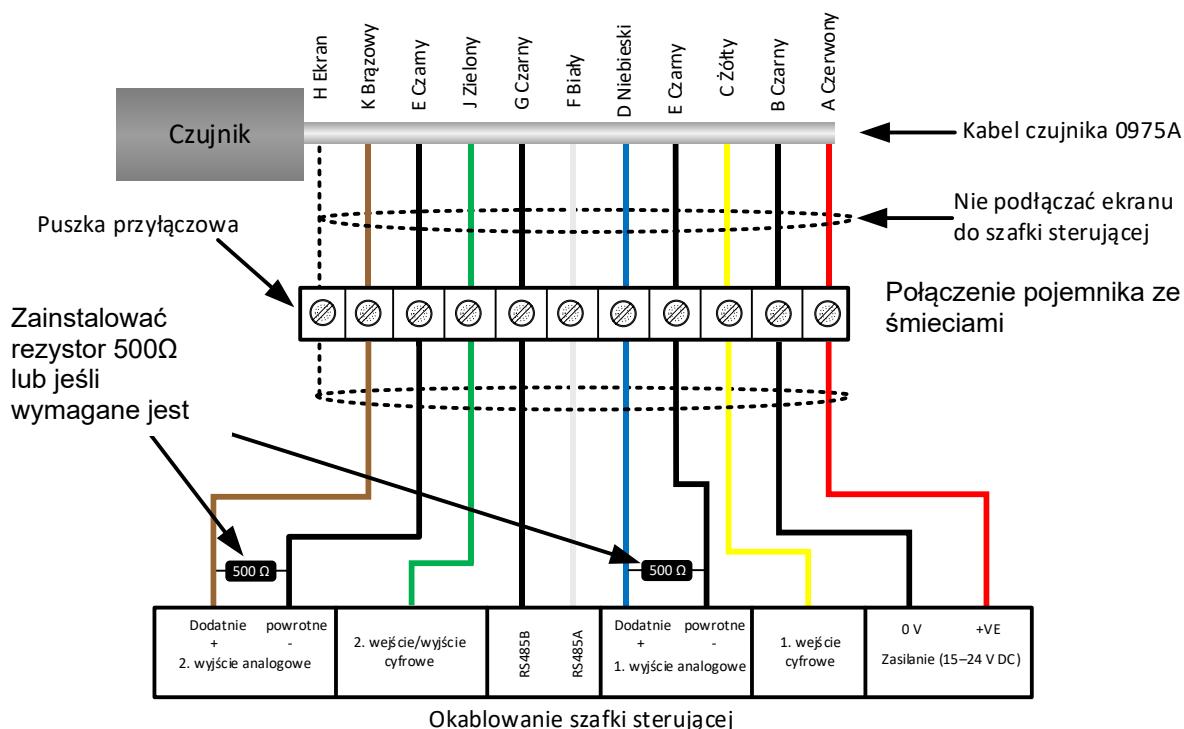 H Ekran
K Brązowy
E Czarny
J Zielony
G Czarny
F Biały
D Niebieski
E Czarny
C Żółty
B Czarny
A Czerwony
Czujnik
Kabel czujnika 0975A
Nie podłączać ekranu
do szafki sterującej
Puszka przyłączowa
Połączenie pojemnika ze
śmieciami
Zainstalować
rezystor 500Ω
lub jeśli
wymagane jest
500 Ω
500 Ω
Dodatnie
+
powrotne
-
2. wyjście analogowe
2. wejście/wyjście
cyfrowe
RS485B
RS485A
Dodatnie
+
powrotne
-
1. wyjście analogowe
1. wejście
cyfrowe
0 V
+VE
Zasilanie (15–24 V DC)
Okablowanie szafki sterującej